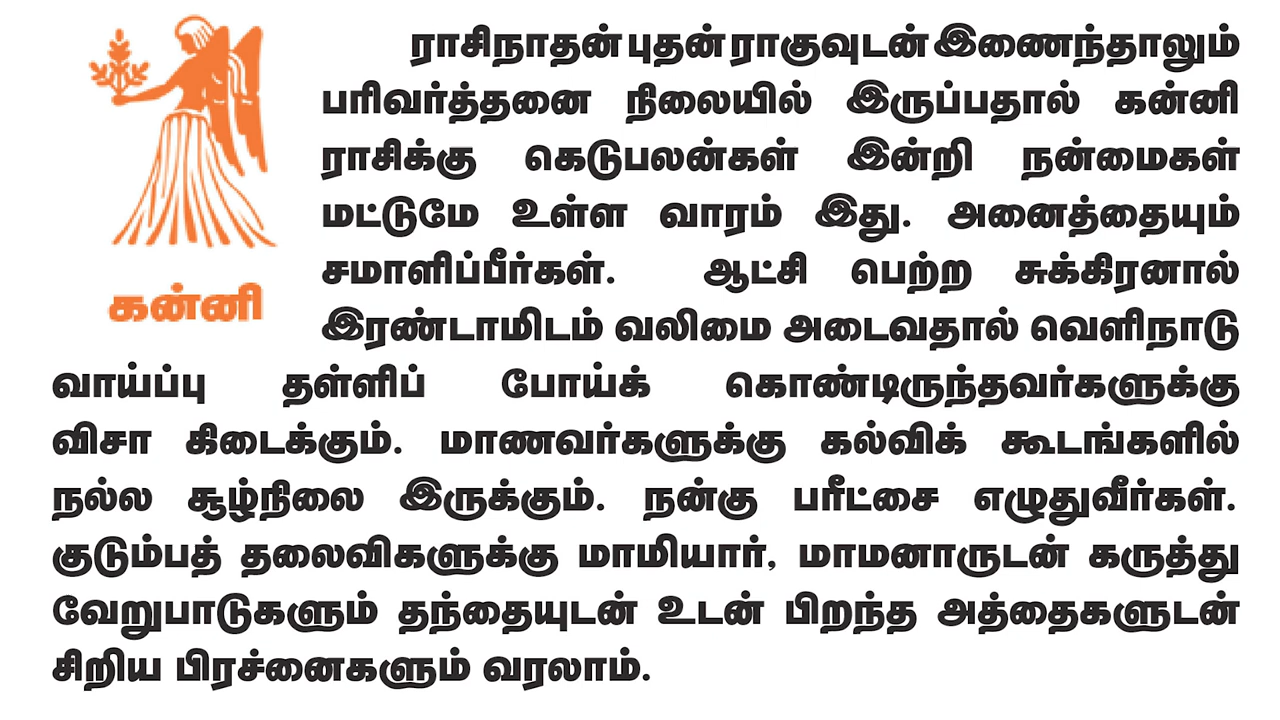 ராசிநாதன் புதன் ராகுவுடன் இணைந்தாலும்
பரிவர்த்தனை நிலையில் இருப்பதால் கன்னி
ராசிக்கு கெடுபலன்கள் இன்றி நன்மைகள்
மட்டுமே உள்ள வாரம் இது. அனைத்தையும்
சமாளிப்பீர்கள். ஆட்சி பெற்ற சுக்கிரனால்
கன்னி
இரண்டாமிடம் வலிமை அடைவதால் வெளிநாடு
வாய்ப்பு தள்ளிப் போய்க் கொண்டிருந்தவர்களுக்கு
விசா கிடைக்கும். மாணவர்களுக்கு கல்விக் கூடங்களில்
நல்ல சூழ்நிலை இருக்கும். நன்கு பரீட்சை எழுதுவீர்கள்.
குடும்பத் தலைவிகளுக்கு மாமியார், மாமனாருடன் கருத்து
வேறுபாடுகளும் தந்தையுடன் உடன் பிறந்த அத்தைகளுடன்
சிறிய பிரச்னைகளும் வரலாம்.